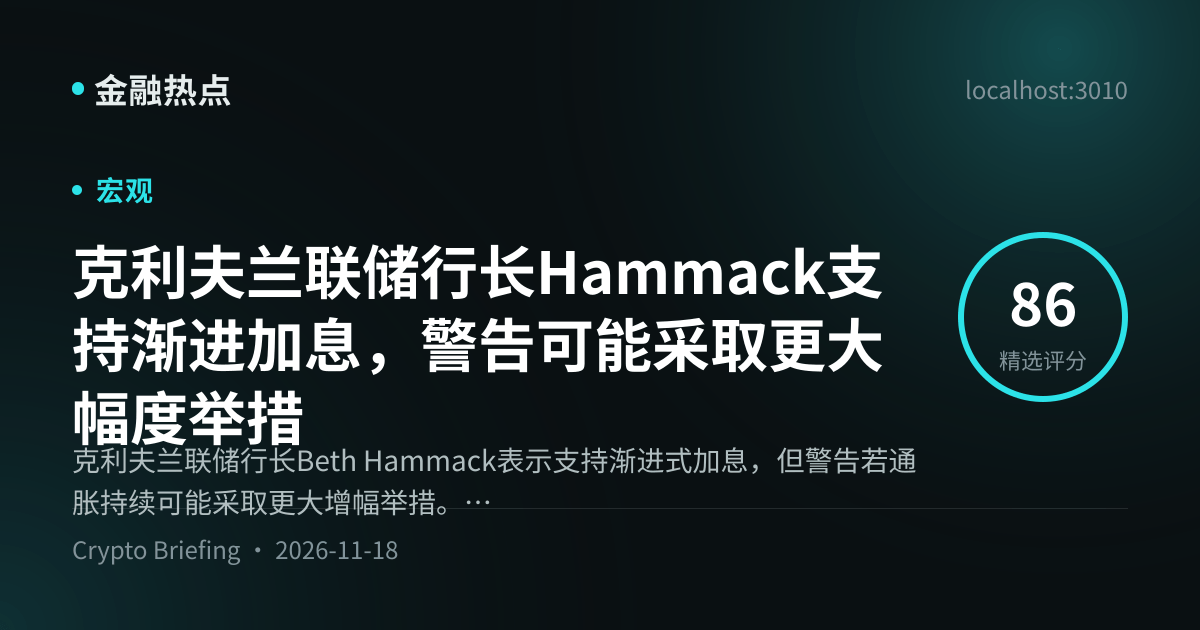 金融热点
localhost:3010
宏观
克利夫兰联储行长Hammack支
持渐进加息，警告可能采取更大
幅度举措
86
精选评分
克利夫兰联储行长Beth Hammack表示支持渐进式加息，但警告若通
胀持续可能采取更大增幅举措。…
Crypto Briefing · 2026-11-18